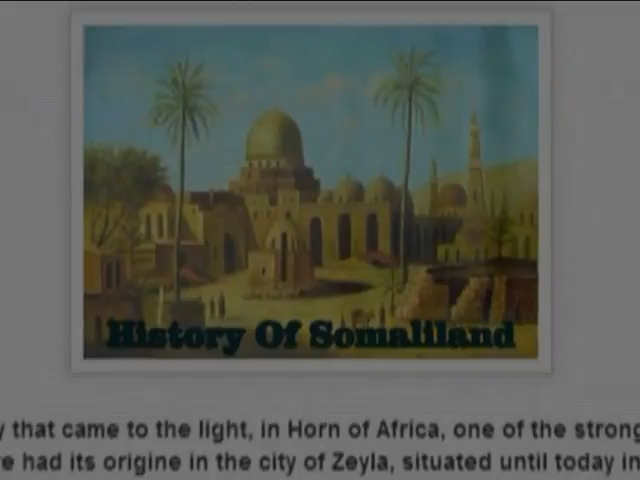 History Of Somaliland
y that came to the light, in Horn of Africa, one of the strong
e had its origine in the city of Zeyla, situated until today in